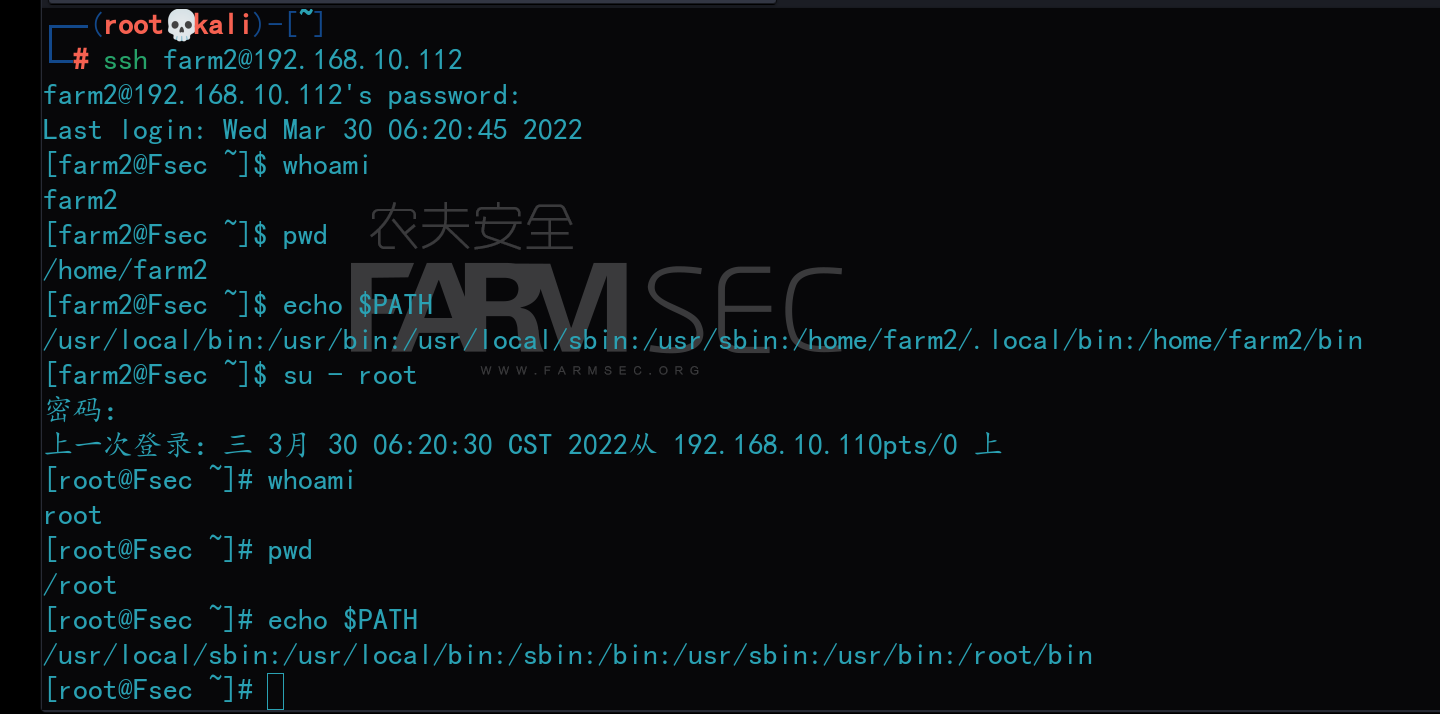 ┌──(root💀kali)-[~]
└─# ssh farm2@192.168.10.112
farm2@192.168.10.112's password:
Last login: Wed Mar 30 06:20:45 2022
[farm2@Fsec ~]$ whoami
farm2
[farm2@Fsec ~]$ pwd
/home/farm2
[farm2@Fsec ~]$ echo $PATH
/usr/local/bin:/usr/bin:/usr/local/sbin:/usr/sbin:/home/farm2/.local/bin:/home/farm2/bin
[farm2@Fsec ~]$ su - root
密码:
上一次登录: 三 3月 30 06:20:30 CST 2022从 192.168.10.110pts/0 上
[root@Fsec ~]# whoami
root
[root@Fsec ~]# pwd
/root
[root@Fsec ~]# echo $PATH
/usr/local/sbin:/usr/local/bin:/sbin:/bin:/usr/sbin:/usr/bin:/root/bin
[root@Fsec ~]#
农夫安全
FARMSEC
WWW.FARMSEC.ORG